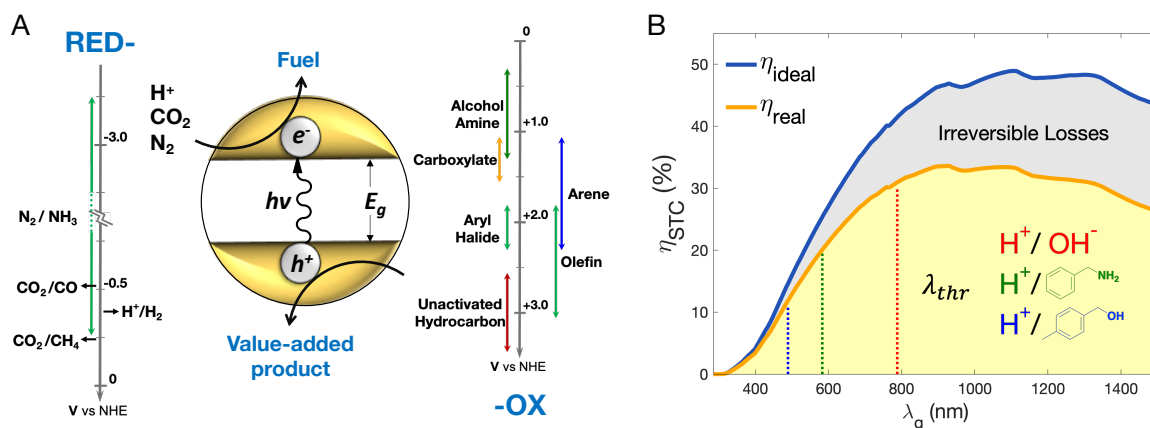 A
RED-
-3.0
N₂ / NH₃
CO₂ /CO
-0.5
H⁺/H₂
CO₂ /CH₄
0
V vs NHE
Fuel
H⁺
CO₂
N₂
e⁻
hν
E_g
h⁺
Value-added
product
0
Alcohol
Amine
+1.0
Carboxylate
Arene
+2.0
Aryl
Halide
Olefin
Unactivated
Hydrocarbon
+3.0
V vs NHE
-OX
B
η_STC (%)
50
40
30
20
10
0
η_ideal
η_real
Irreversible Losses
λ_thr
H⁺/ OH⁻
H⁺/ NH₂
H⁺/ OH
400
600
800
1000
1200
1400
λ_g (nm)